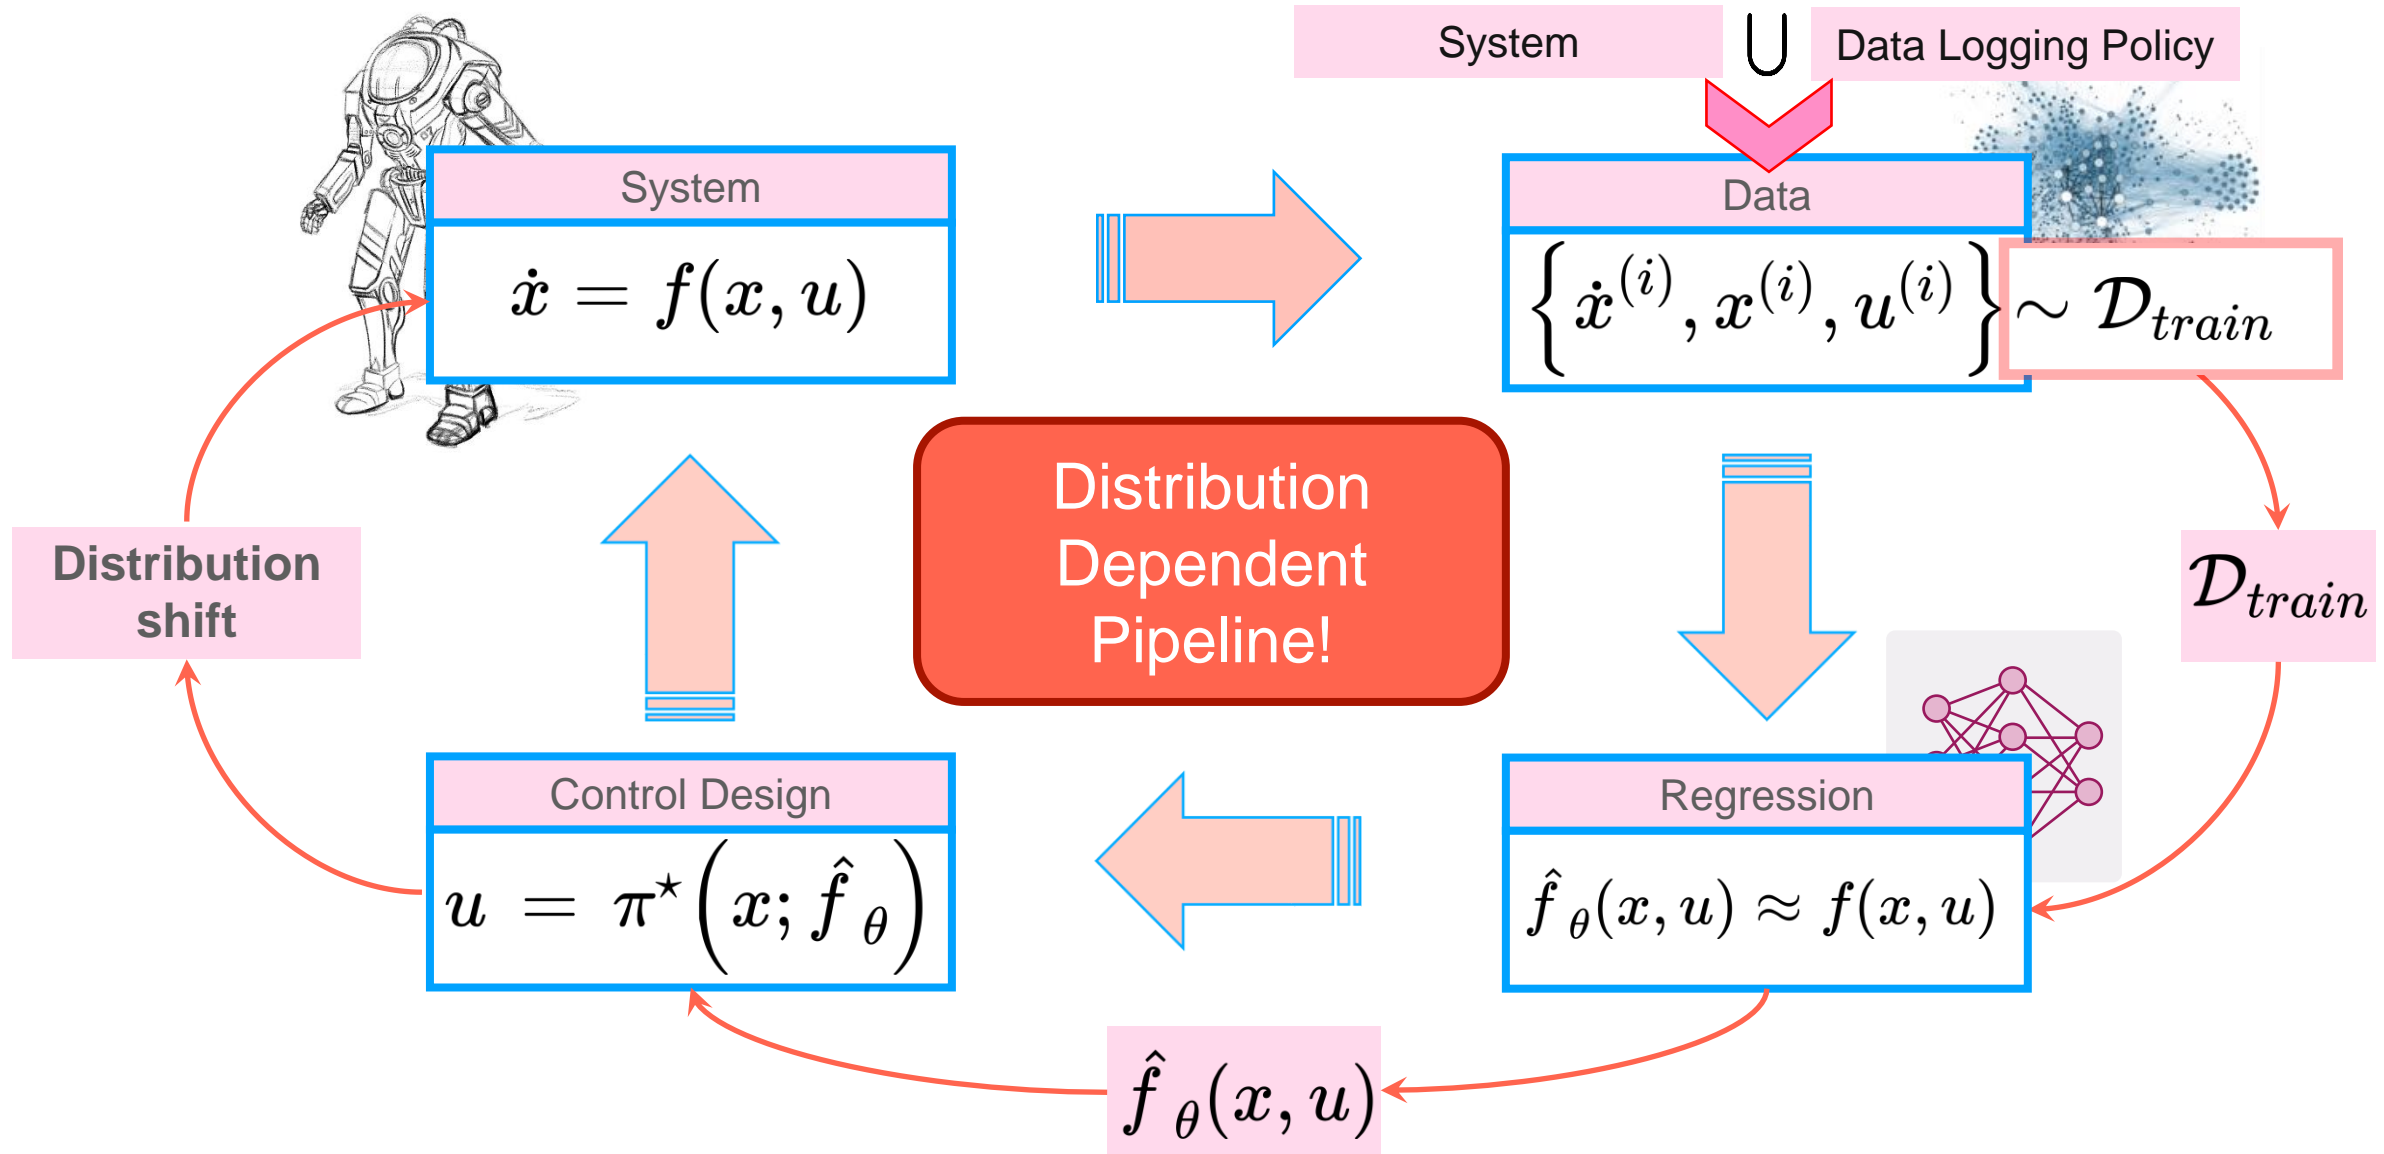 System ∪ Data Logging Policy
System
ẋ = f(x, u)
Data
{ẋ⁽ⁱ⁾, x⁽ⁱ⁾, u⁽ⁱ⁾} ∼ 𝒟_train
Distribution
Dependent
Pipeline!
Distribution
shift
𝒟_train
Control Design
u = π⋆(x; f̂_θ)
Regression
f̂_θ(x, u) ≈ f(x, u)
f̂_θ(x, u)